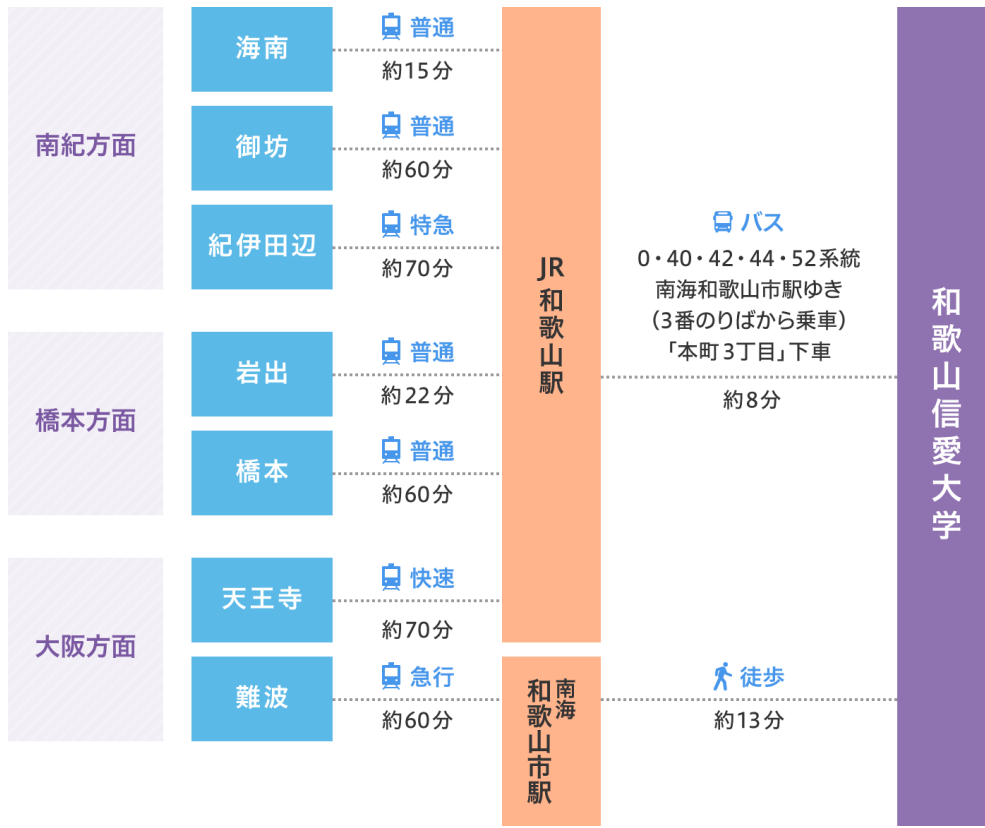 南紀方面
海南
普通
約15分
御坊
普通
約60分
紀伊田辺
特急
約70分
橋本方面
岩出
普通
約22分
橋本
普通
約60分
大阪方面
天王寺
快速
約70分
難波
急行
約60分
JR和歌山駅
南海
和歌山市駅
バス
0・40・42・44・52系統
南海和歌山市駅ゆき
（3番のりばから乗車）
「本町3丁目」下車
約8分
徒歩
約13分
和歌山信愛大学